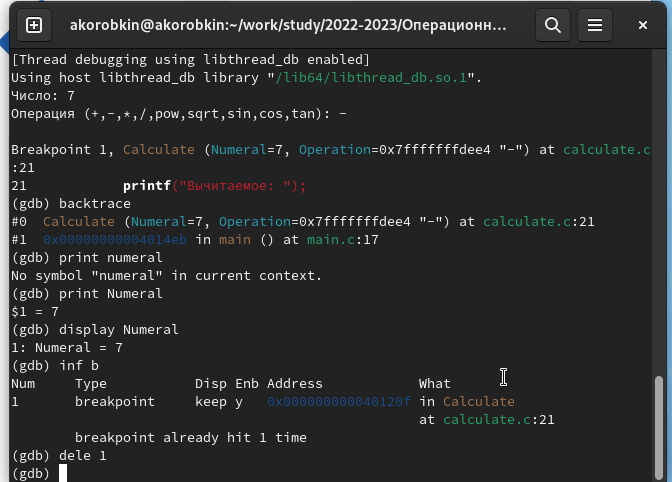 akorobkin@akorobkin:~/work/study/2022-2023/Операционн...
[Thread debugging using libthread_db enabled]
Using host libthread_db library "/lib64/libthread_db.so.1".
Число: 7
Операция (+,-,*,/,pow,sqrt,sin,cos,tan): -
Breakpoint 1, Calculate (Numeral=7, Operation=0x7fffffffdee4 "-") at calculate.c
:21
21 printf("Вычитаемое: ");
(gdb) backtrace
#0 Calculate (Numeral=7, Operation=0x7fffffffdee4 "-") at calculate.c:21
#1 0x00000000004014eb in main () at main.c:17
(gdb) print numeral
No symbol "numeral" in current context.
(gdb) print Numeral
$1 = 7
(gdb) display Numeral
1: Numeral = 7
(gdb) inf b
Num Type Disp Enb Address What
1 breakpoint keep y 0x000000000040120f in Calculate
at calculate.c:21
breakpoint already hit 1 time
(gdb) dele 1
(gdb)